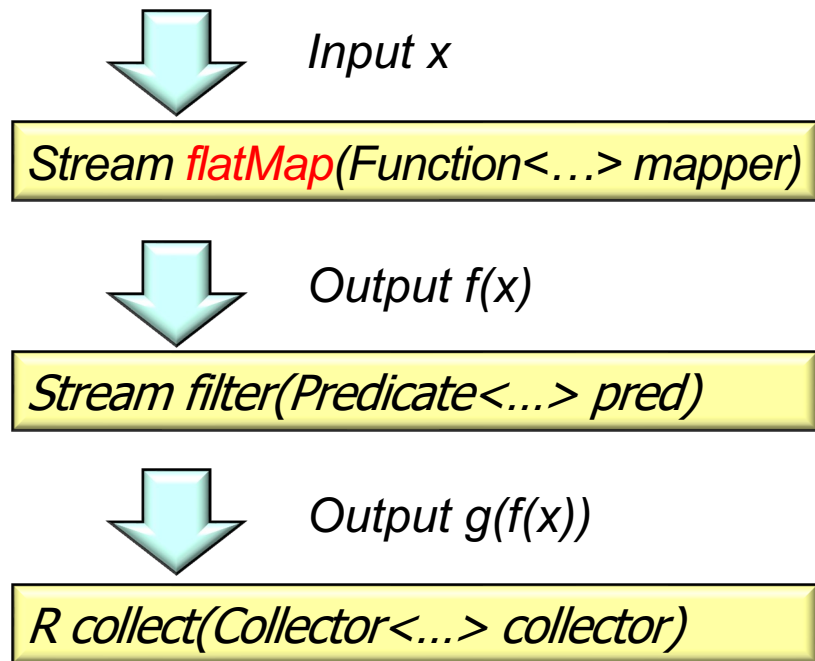 Input x
Stream flatMap(Function<…> mapper)
Output f(x)
Stream filter(Predicate<...> pred)
Output g(f(x))
R collect(Collector<...> collector)